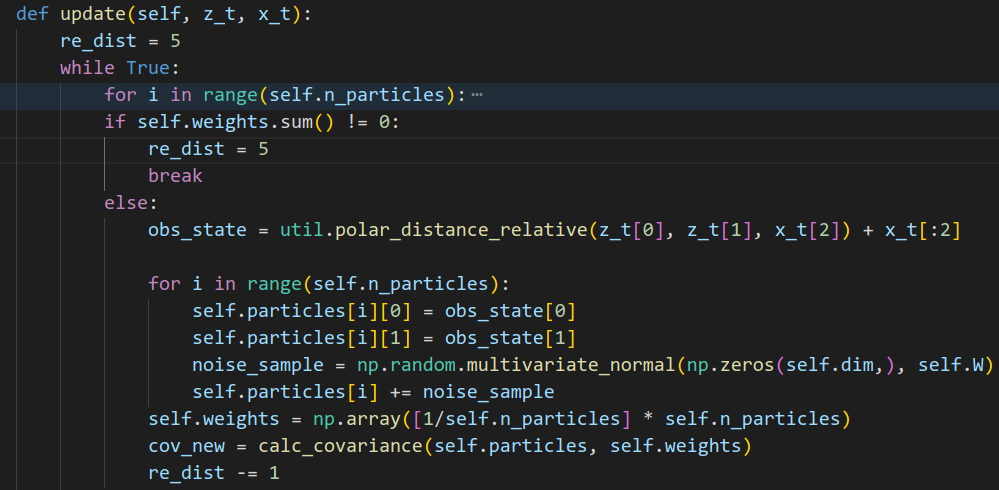 def update(self, z_t, x_t):
    re_dist = 5
    while True:
        for i in range(self.n_particles):⋯
        if self.weights.sum() != 0:
            re_dist = 5
            break
        else:
            obs_state = util.polar_distance_relative(z_t[0], z_t[1], x_t[2]) + x_t[:2]

            for i in range(self.n_particles):
                self.particles[i][0] = obs_state[0]
                self.particles[i][1] = obs_state[1]
                noise_sample = np.random.multivariate_normal(np.zeros(self.dim,), self.W)
                self.particles[i] += noise_sample
            self.weights = np.array([1/self.n_particles] * self.n_particles)
            cov_new = calc_covariance(self.particles, self.weights)
            re_dist -= 1